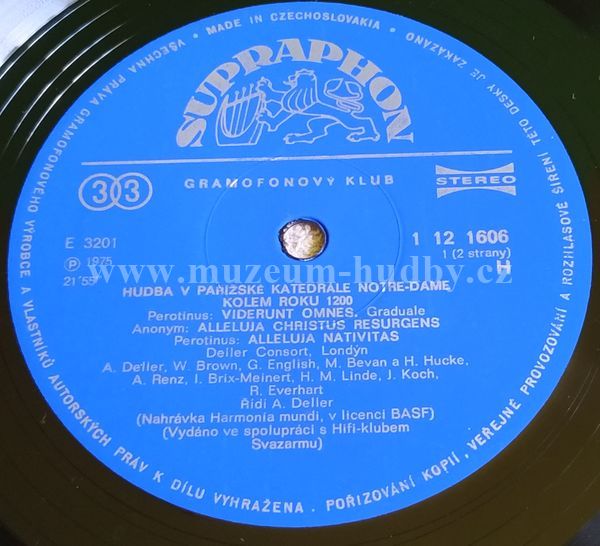 VŠECHNA PRÁVA GRAMOFONOVÉHO VÝROBCE A VLASTNÍKŮ AUTORSKÝCH PRÁV K DÍLU VYHRAŽENA . POŘIZOVÁNÍ KOPIÍ , VEŘEJNÉ PROVOZOVÁNÍ A ROZHLASOVÉ ŠÍŘENÍ TÉTO DESKY JE ZAKÁZÁNO
• MADE IN CZECHOSLOVAKIA •
SUPRAPHON
33 GRAMOFONOVÝ KLUB STEREO
E 3201 1 12 1606
Ⓟ 1975 1 (2 strany)
21'55" H
www.muzeum-hudby.cz
HUDBA V PAŘÍŽSKÉ KATEDRÁLE NOTRE-DAME
KOLEM ROKU 1200
Perotinus: VIDERUNT OMNES. Graduale
Anonym: ALLELUJA CHRISTUS RESURGENS
Perotinus: ALLELUJA NATIVITAS
Deller Consort, Londýn
A. Deller, W. Brown, G. English, M. Bevan a H. Hucke,
A. Renz, I. Brix-Meinert, H. M. Linde, J. Koch,
R. Everhart
Řídí A. Deller
(Nahrávka Harmonia mundi, v licenci BASF)
(Vydáno ve spolupráci s Hifi-klubem
Svazarmu)